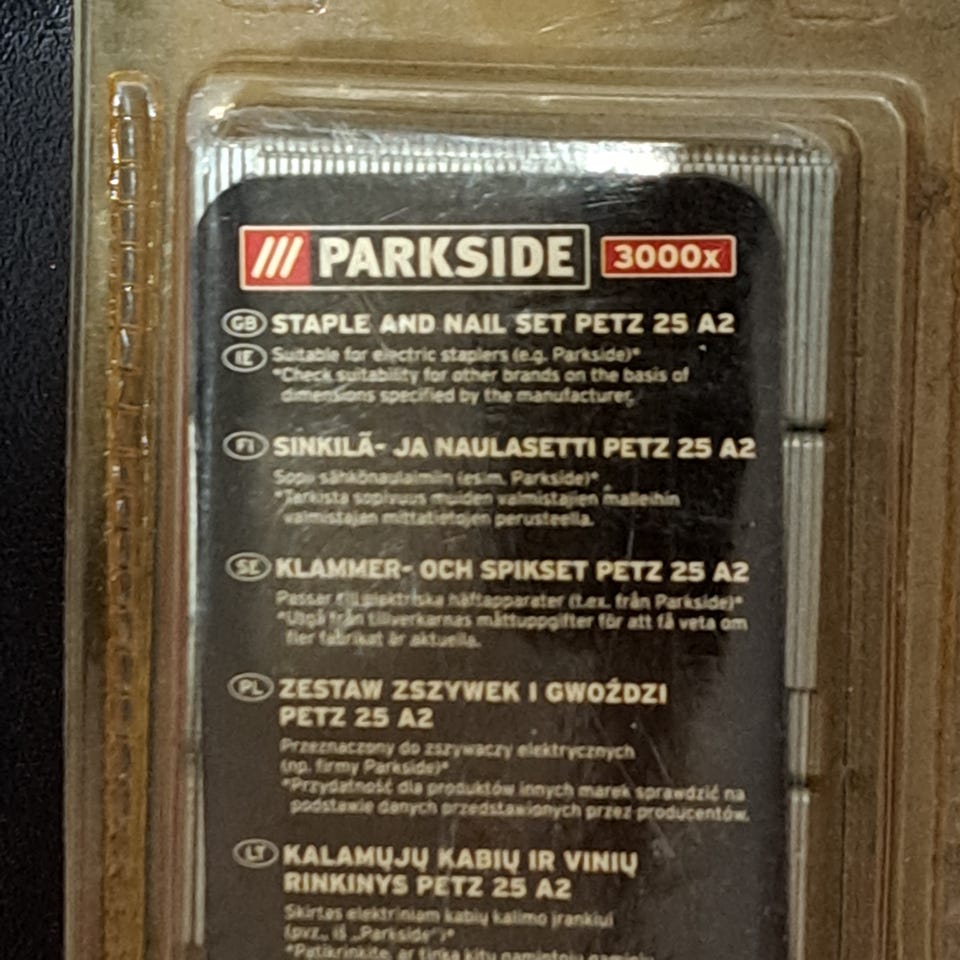 PARKSIDE 3000x
GB STAPLE AND NAIL SET PETZ 25 A2
IE Suitable for electric staplers (e.g. Parkside)*
*Check suitability for other brands on the basis of
dimensions specified by the manufacturer.
FI SINKILÄ- JA NAULASETTI PETZ 25 A2
Sopii sähkönaulaimiin (esim. Parkside)*
*Tarkista sopivuus muiden valmistajien malleihin
valmistajan mittatietojen perusteella.
SE KLAMMER- OCH SPIKSET PETZ 25 A2
Passar till elektriska häftapparater (t.ex. från Parkside)*
*Utgå från tillverkarnas måttuppgifter för att få veta om
fler fabrikat är aktuella.
PL ZESTAW ZSZYWEK I GWOŹDZI
PETZ 25 A2
Przeznaczony do zszywaczy elektrycznych
(np. firmy Parkside)*
*Przydatność dla produktów innych marek sprawdzić na
podstawie danych przedstawionych przez producentów.
LT KALAMŲJŲ KABIŲ IR VINIŲ
RINKINYS PETZ 25 A2
Skirtas elektriniam kabių kalimo įrankiui
(pvz., iš „Parkside“)*
*Patikrinkite, ar tinka kitų gamintojų